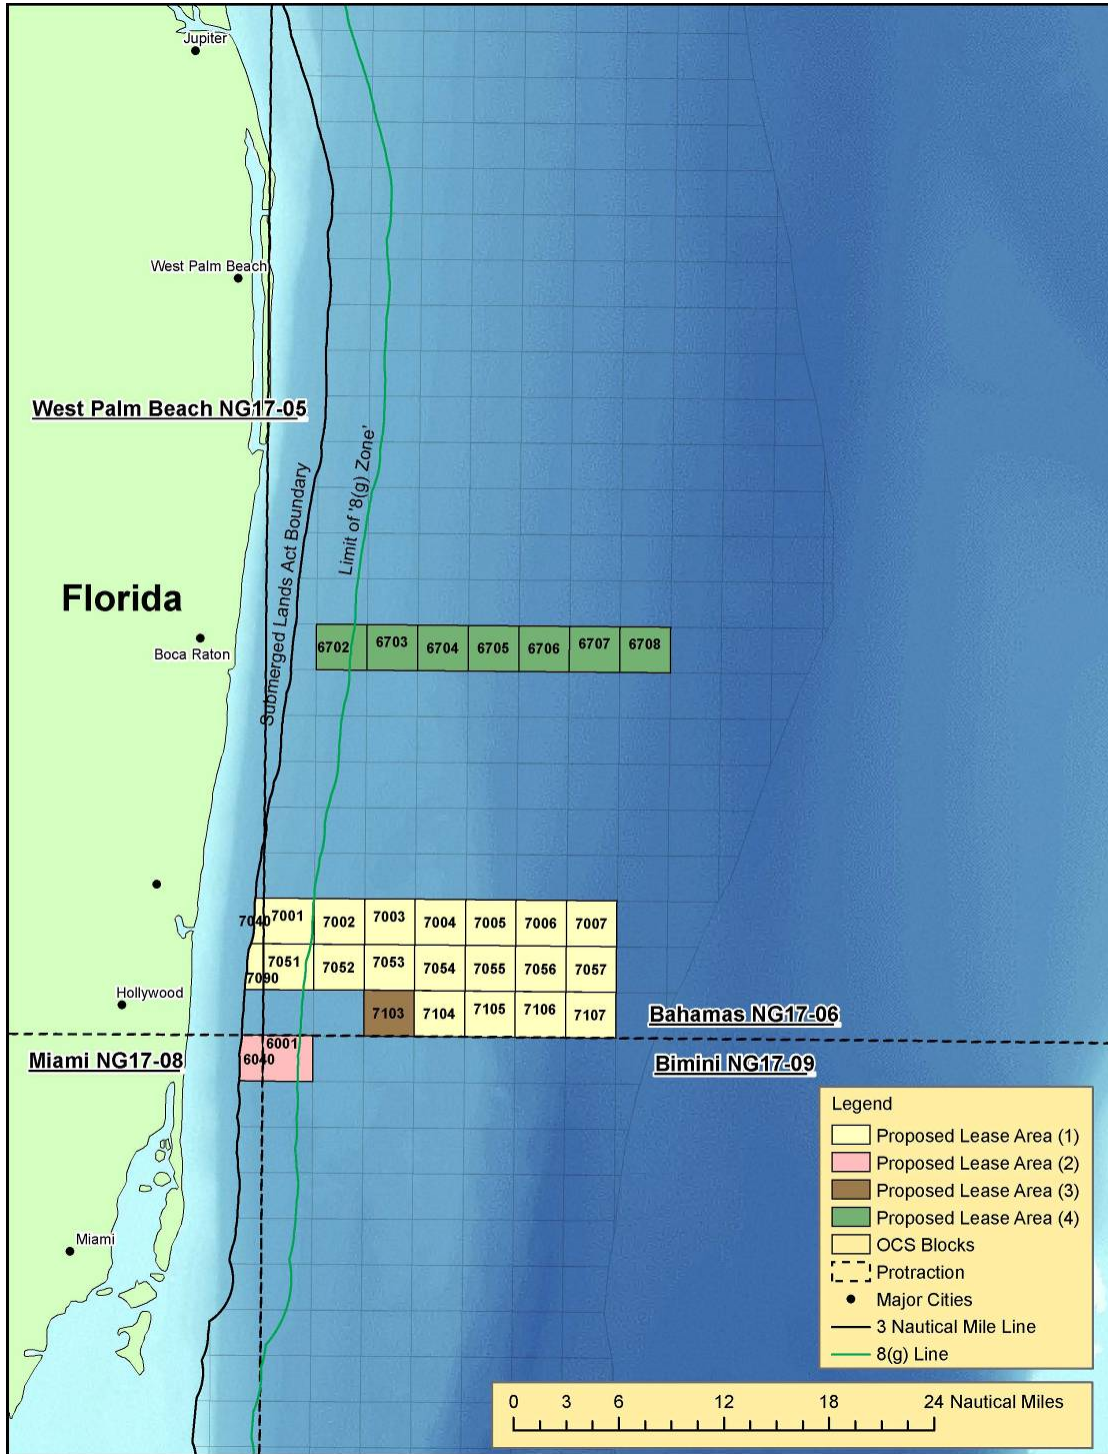 Jupiter
West Palm Beach
West Palm Beach NG17-05
Submerged Lands Act Boundary
Limit of '8(g) Zone'
Florida
Boca Raton
6702 6703 6704 6705 6706 6707 6708
7040 7001 7002 7003 7004 7005 7006 7007
7090 7051 7052 7053 7054 7055 7056 7057
Hollywood
7103 7104 7105 7106 7107
Bahamas NG17-06
Miami NG17-08
6040 6001
Bimini NG17-09
Miami
Legend
Proposed Lease Area (1)
Proposed Lease Area (2)
Proposed Lease Area (3)
Proposed Lease Area (4)
OCS Blocks
Protraction
Major Cities
3 Nautical Mile Line
8(g) Line
0 3 6 12 18 24 Nautical Miles